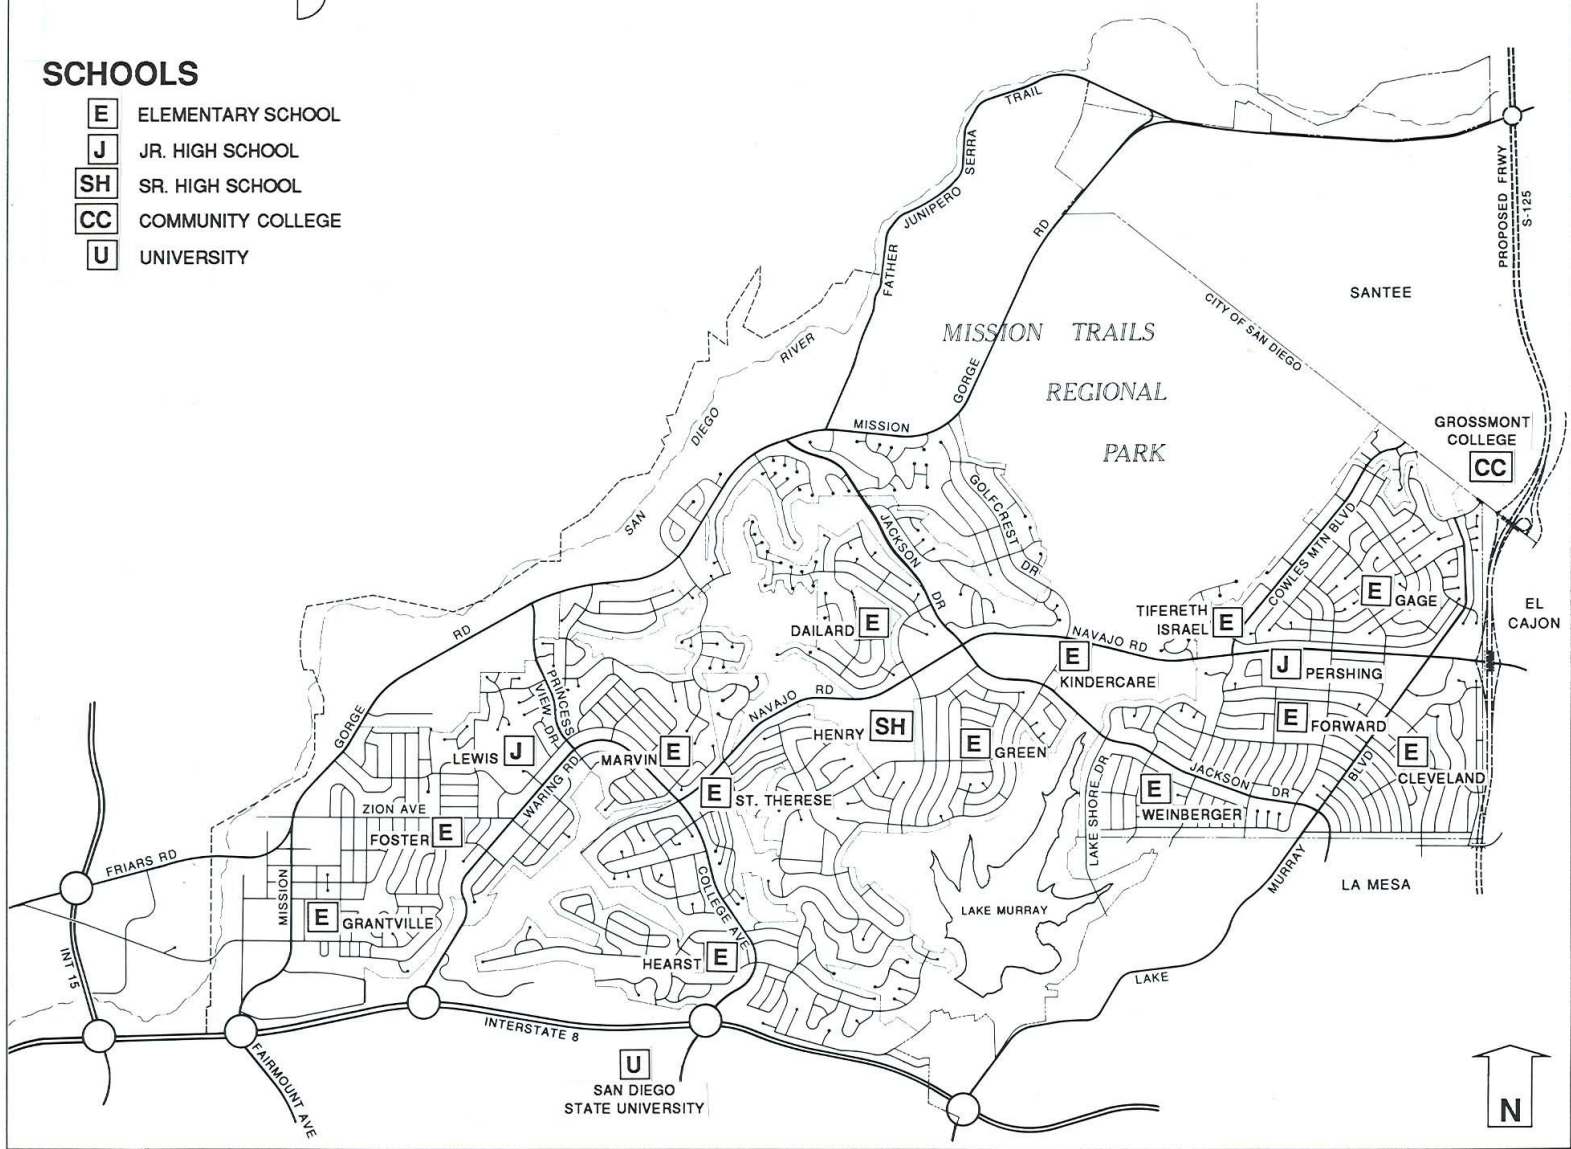 SCHOOLS
E ELEMENTARY SCHOOL
J JR. HIGH SCHOOL
SH SR. HIGH SCHOOL
CC COMMUNITY COLLEGE
U UNIVERSITY
TRAIL
SERRA
JUNIPERO
FATHER
RD
GORGE
MISSION
PROPOSED FRWY
S-125
SANTEE
CITY OF SAN DIEGO
MISSION TRAILS
REGIONAL
PARK
RIVER
DIEGO
SAN
GROSSMONT
COLLEGE
CC
GOLFCREST
DR
JACKSON
DR
COWLES MTN BLVD
E GAGE
TIFERETH
ISRAEL E
EL
CAJON
DAILARD E
NAVAJO RD
E
KINDERCARE
J PERSHING
RD
GORGE
PRINCESS
VIEW DR
NAVAJO RD
HENRY SH
E GREEN
E FORWARD
E
CLEVELAND
BLVD
LEWIS J
MARVIN E
WARING RD
E ST. THERESE
JACKSON DR
E
WEINBERGER
LAKE SHORE DR
ZION AVE
FOSTER E
FRIARS RD
MISSION
E GRANTVILLE
COLLEGE AVE
HEARST E
LAKE MURRAY
MURRAY
LA MESA
LAKE
INT 15
INTERSTATE 8
FAIRMOUNT AVE
U
SAN DIEGO
STATE UNIVERSITY
N